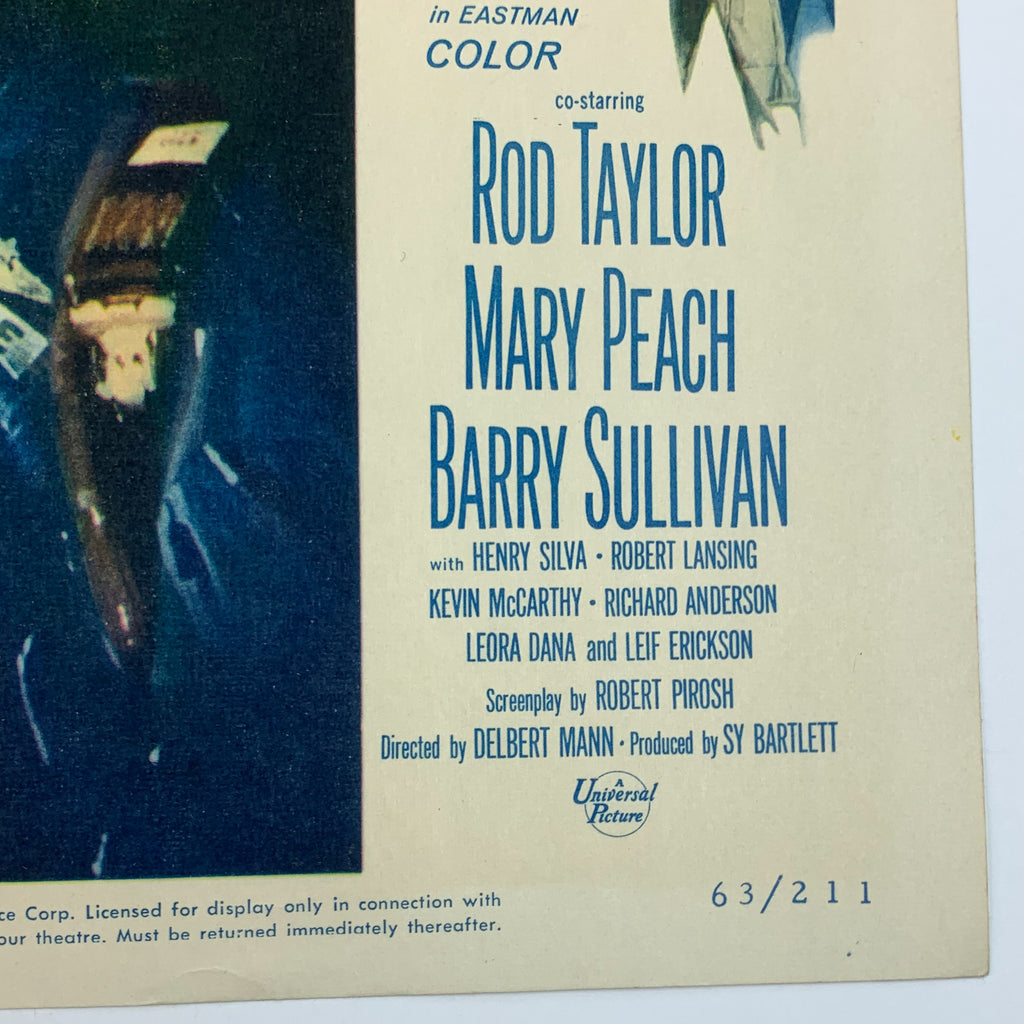 in EASTMAN
COLOR
co-starring
ROD TAYLOR
MARY PEACH
BARRY SULLIVAN
with HENRY SILVA • ROBERT LANSING
KEVIN McCARTHY • RICHARD ANDERSON
LEORA DANA and LEIF ERICKSON
Screenplay by ROBERT PIROSH
Directed by DELBERT MANN • Produced by SY BARTLETT
A
Universal
Picture
63/211
ce Corp. Licensed for display only in connection with
our theatre. Must be returned immediately thereafter.